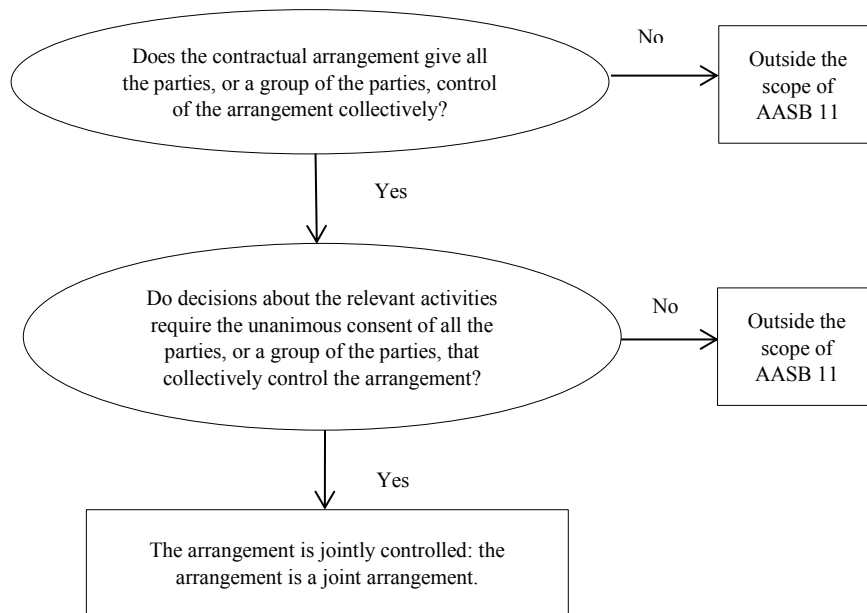 Does the contractual arrangement give all
the parties, or a group of the parties, control
of the arrangement collectively?
No
Outside the
scope of
AASB 11
Yes
Do decisions about the relevant activities
require the unanimous consent of all the
parties, or a group of the parties, that
collectively control the arrangement?
No
Outside the
scope of
AASB 11
Yes
The arrangement is jointly controlled: the
arrangement is a joint arrangement.